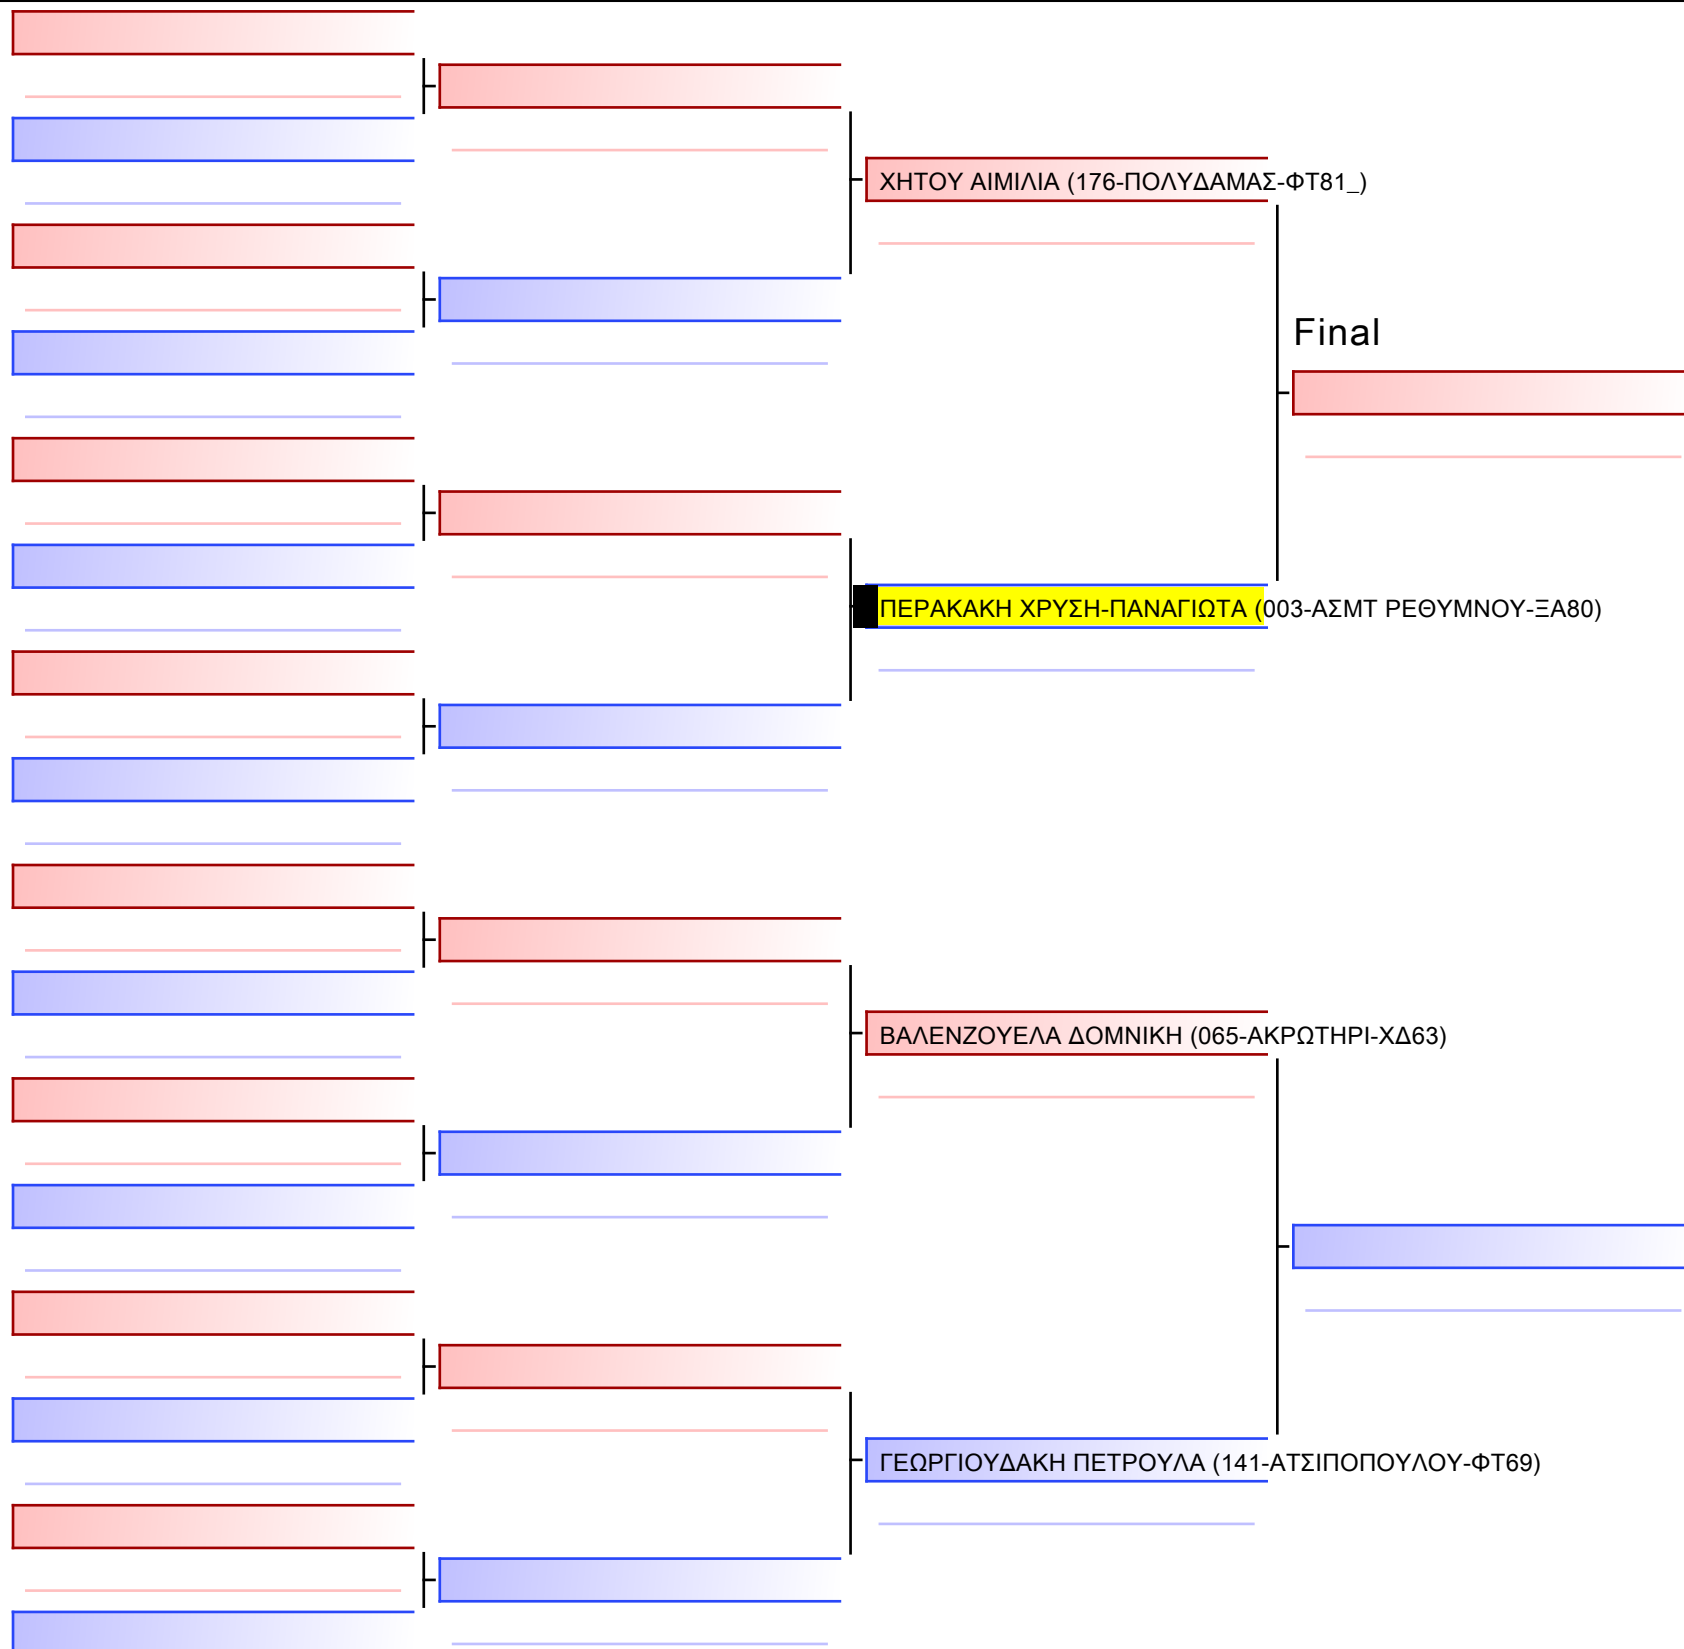 ΧΗΤΟΥ ΑΙΜΙΛΙΑ (176-ΠΟΛΥΔΑΜΑΣ-ΦΤ81_)
Final
ΠΕΡΑΚΑΚΗ ΧΡΥΣΗ-ΠΑΝΑΓΙΩΤΑ (003-ΑΣΜΤ ΡΕΘΥΜΝΟΥ-ΞΑ80)
ΒΑΛΕΝΖΟΥΕΛΑ ΔΟΜΝΙΚΗ (065-ΑΚΡΩΤΗΡΙ-ΧΔ63)
ΓΕΩΡΓΙΟΥΔΑΚΗ ΠΕΤΡΟΥΛΑ (141-ΑΤΣΙΠΟΠΟΥΛΟΥ-ΦΤ69)